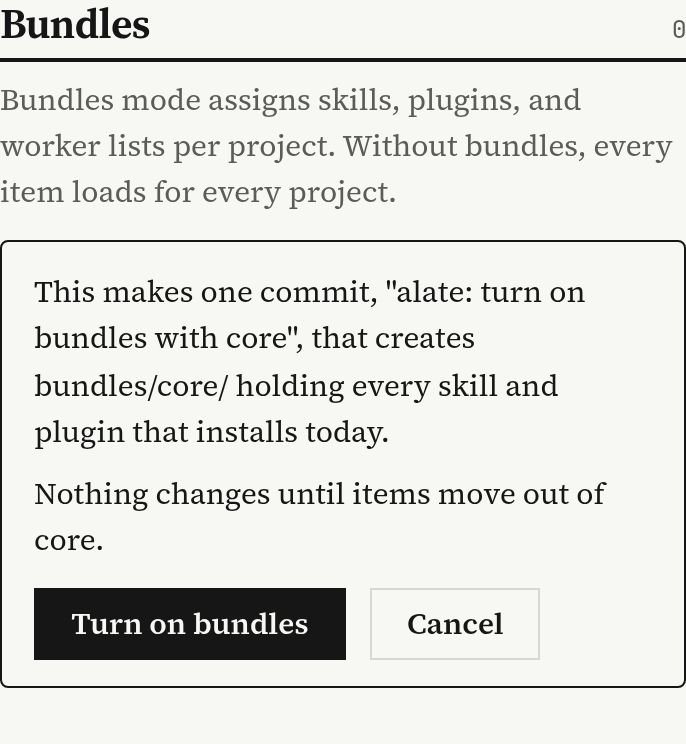 Bundles 0
Bundles mode assigns skills, plugins, and
worker lists per project. Without bundles, every
item loads for every project.
This makes one commit, "alate: turn on
bundles with core", that creates
bundles/core/ holding every skill and
plugin that installs today.
Nothing changes until items move out of
core.
Turn on bundles Cancel